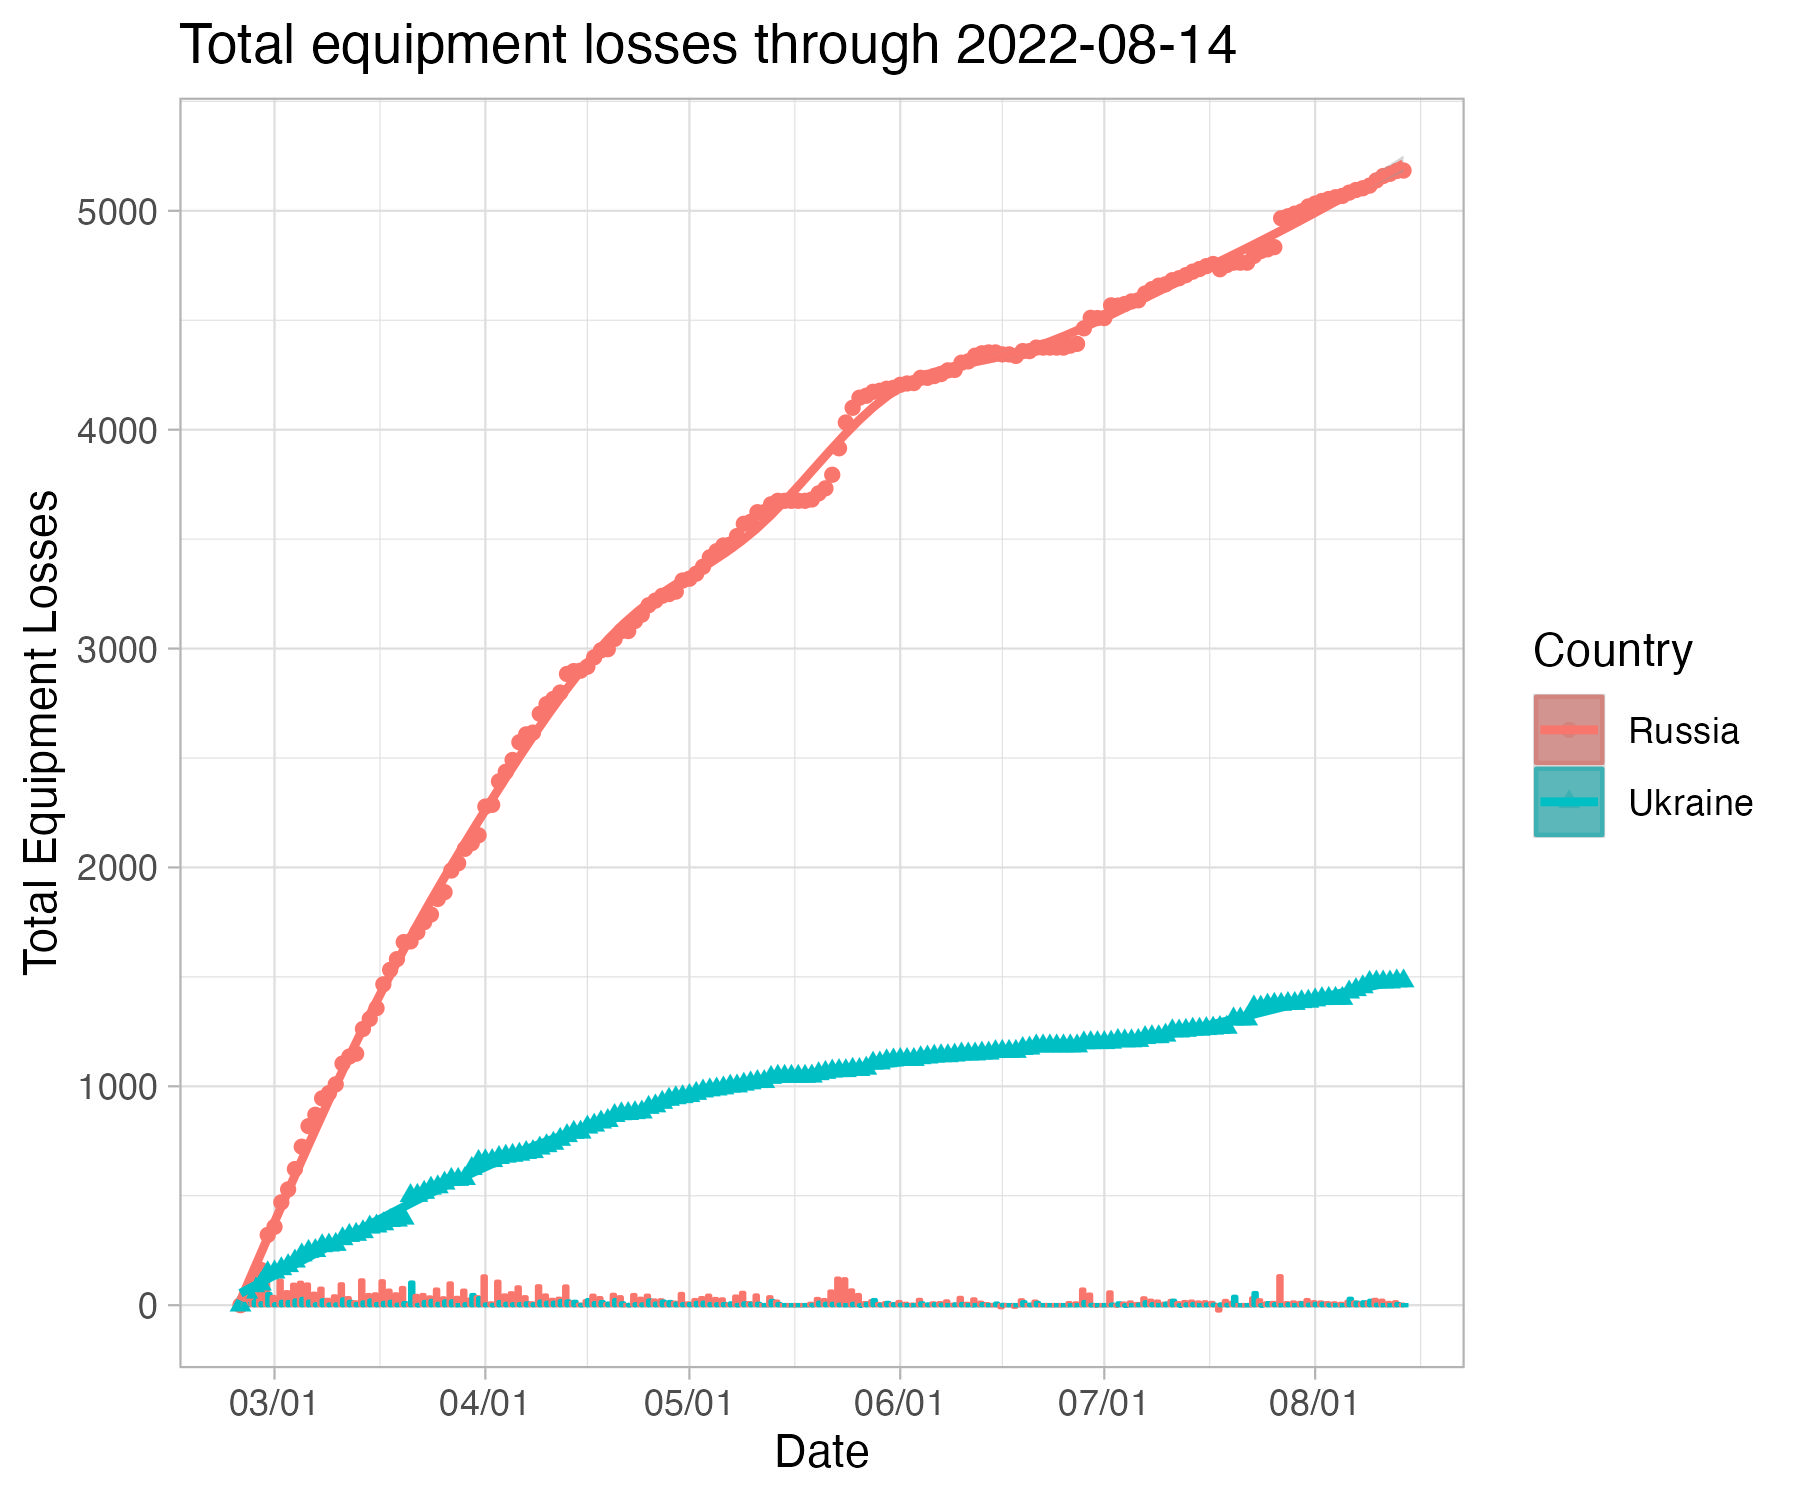 Total equipment losses through 2022-08-14
Total Equipment Losses
5000
4000
3000
2000
1000
0
03/01 04/01 05/01 06/01 07/01 08/01
Date
Country
Russia
Ukraine